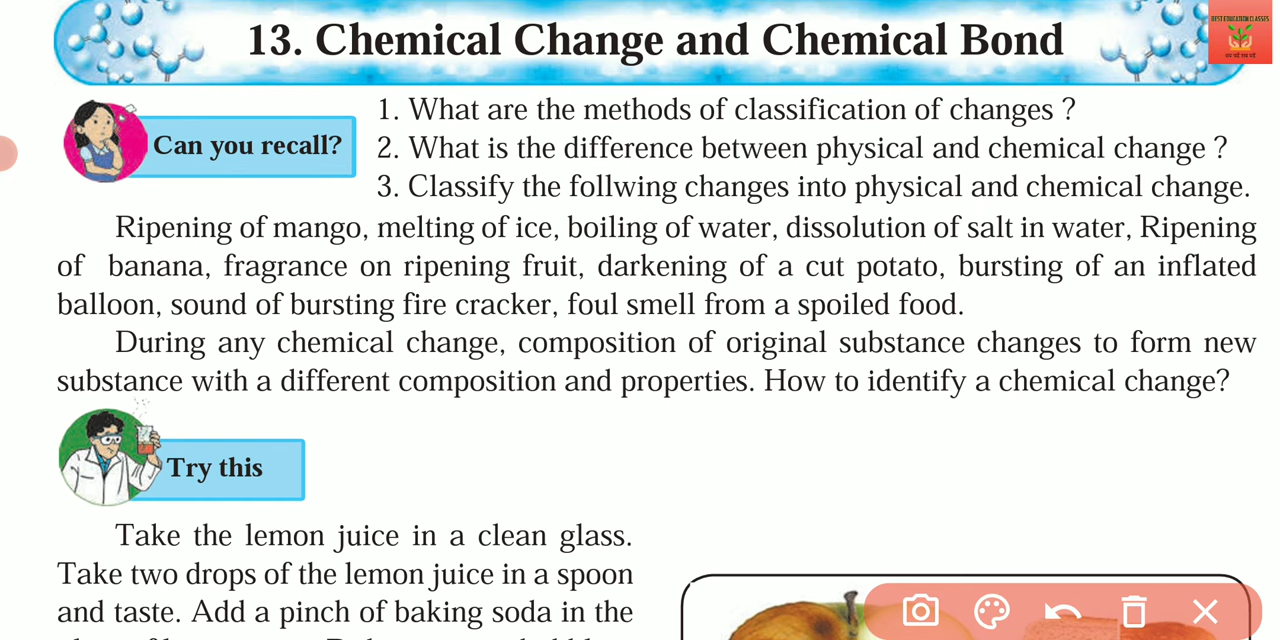 13. Chemical Change and Chemical Bond
BEST EDUCATION CLASSES
Can you recall?
1. What are the methods of classification of changes ?
2. What is the difference between physical and chemical change ?
3. Classify the follwing changes into physical and chemical change.
Ripening of mango, melting of ice, boiling of water, dissolution of salt in water, Ripening
of banana, fragrance on ripening fruit, darkening of a cut potato, bursting of an inflated
balloon, sound of bursting fire cracker, foul smell from a spoiled food.
During any chemical change, composition of original substance changes to form new
substance with a different composition and properties. How to identify a chemical change?
Try this
Take the lemon juice in a clean glass.
Take two drops of the lemon juice in a spoon
and taste. Add a pinch of baking soda in the